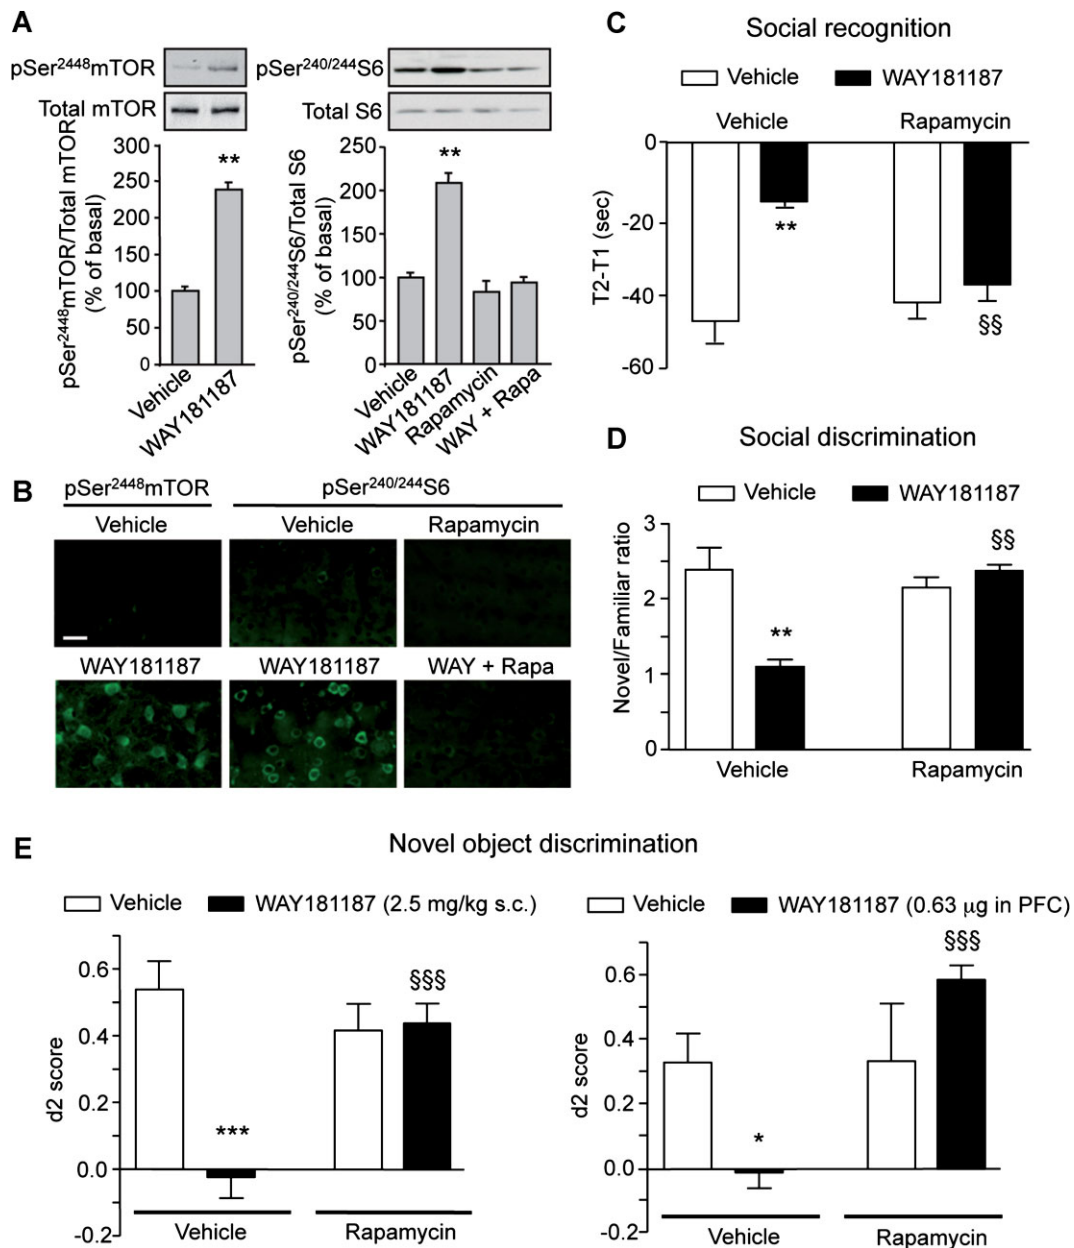 A
pSer²⁴⁴⁸mTOR
Total mTOR
pSer²⁴⁴⁸mTOR/Total mTOR
(% of basal)
300
250
200
150
100
50
0
**
Vehicle
WAY181187
pSer²⁴⁰/²⁴⁴S6
Total S6
pSer²⁴⁰/²⁴⁴S6/Total S6
(% of basal)
250
200
150
100
50
0
**
Vehicle
WAY181187
Rapamycin
WAY + Rapa
B
pSer²⁴⁴⁸mTOR
pSer²⁴⁰/²⁴⁴S6
Vehicle
Vehicle
Rapamycin
WAY181187
WAY181187
WAY + Rapa
C
Social recognition
Vehicle
WAY181187
Vehicle
Rapamycin
T2-T1 (sec)
0
-20
-40
-60
**
§§
D
Social discrimination
Vehicle
WAY181187
Novel/Familiar ratio
3
2
1
0
**
§§
Vehicle
Rapamycin
E
Novel object discrimination
Vehicle
WAY181187 (2.5 mg/kg s.c.)
d2 score
0.6
0.4
0.2
0.0
-0.2
***
§§§
Vehicle
Rapamycin
Vehicle
WAY181187 (0.63 µg in PFC)
d2 score
0.6
0.4
0.2
0.0
-0.2
*
§§§
Vehicle
Rapamycin